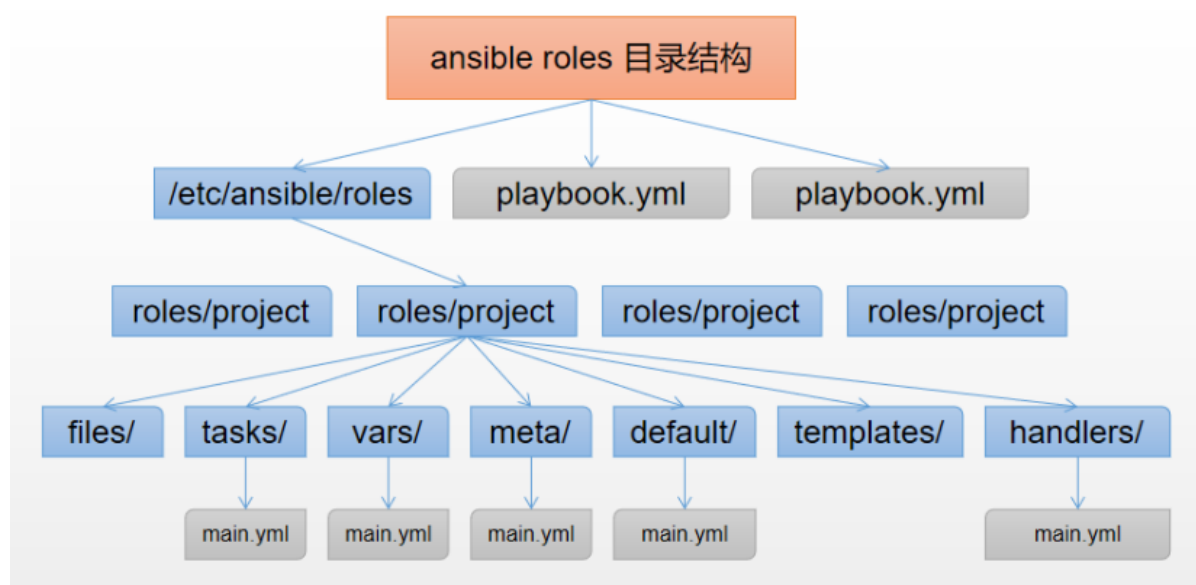 ansible roles 目录结构
/etc/ansible/roles
playbook.yml
playbook.yml
roles/project
roles/project
roles/project
roles/project
files/
tasks/
vars/
meta/
default/
templates/
handlers/
main.yml
main.yml
main.yml
main.yml
main.yml